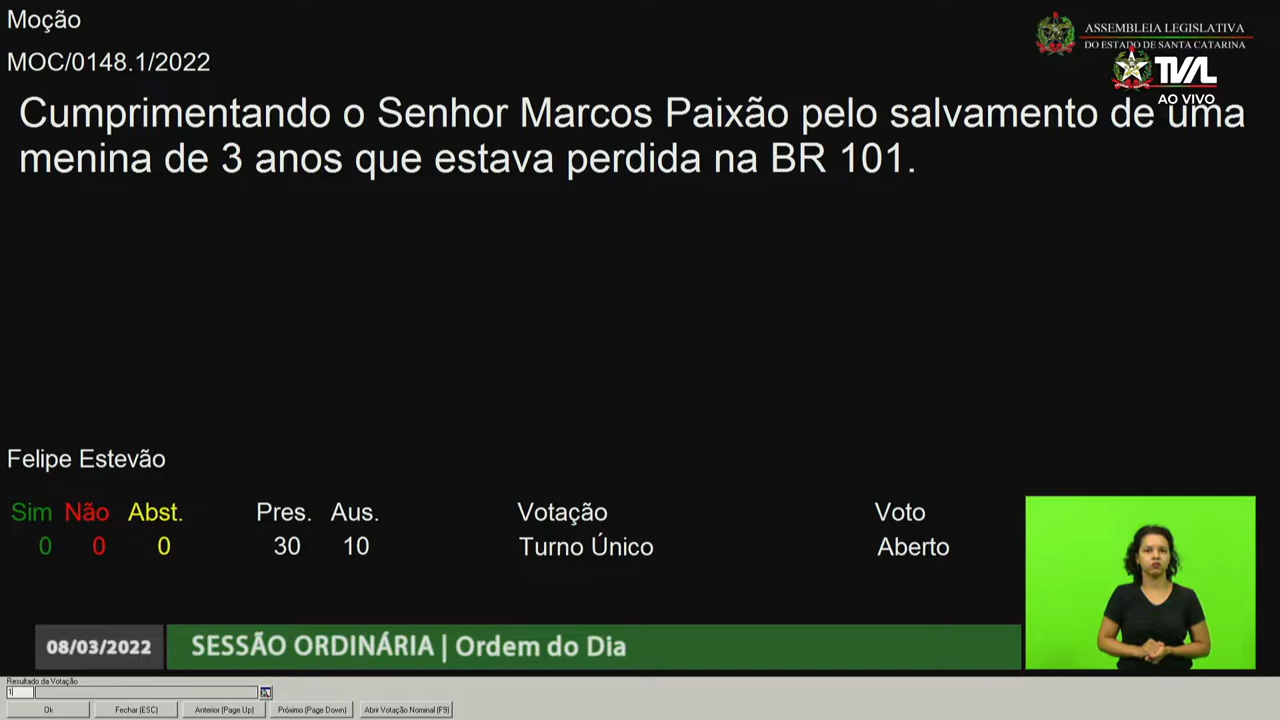 Moção
MOC/0148.1/2022
ASSEMBLEIA LEGISLATIVA
DO ESTADO DE SANTA CATARINA
TVAL
AO VIVO
Cumprimentando o Senhor Marcos Paixão pelo salvamento de uma
menina de 3 anos que estava perdida na BR 101.
Felipe Estevão
Sim Não Abst. Pres. Aus. Votação Voto
0 0 0 30 10 Turno Único Aberto
08/03/2022 SESSÃO ORDINÁRIA | Ordem do Dia
Resultado da Votação
1
Ok Fechar (ESC) Anterior (Page Up) Próximo (Page Down) Abrir Votação Nominal (F9)